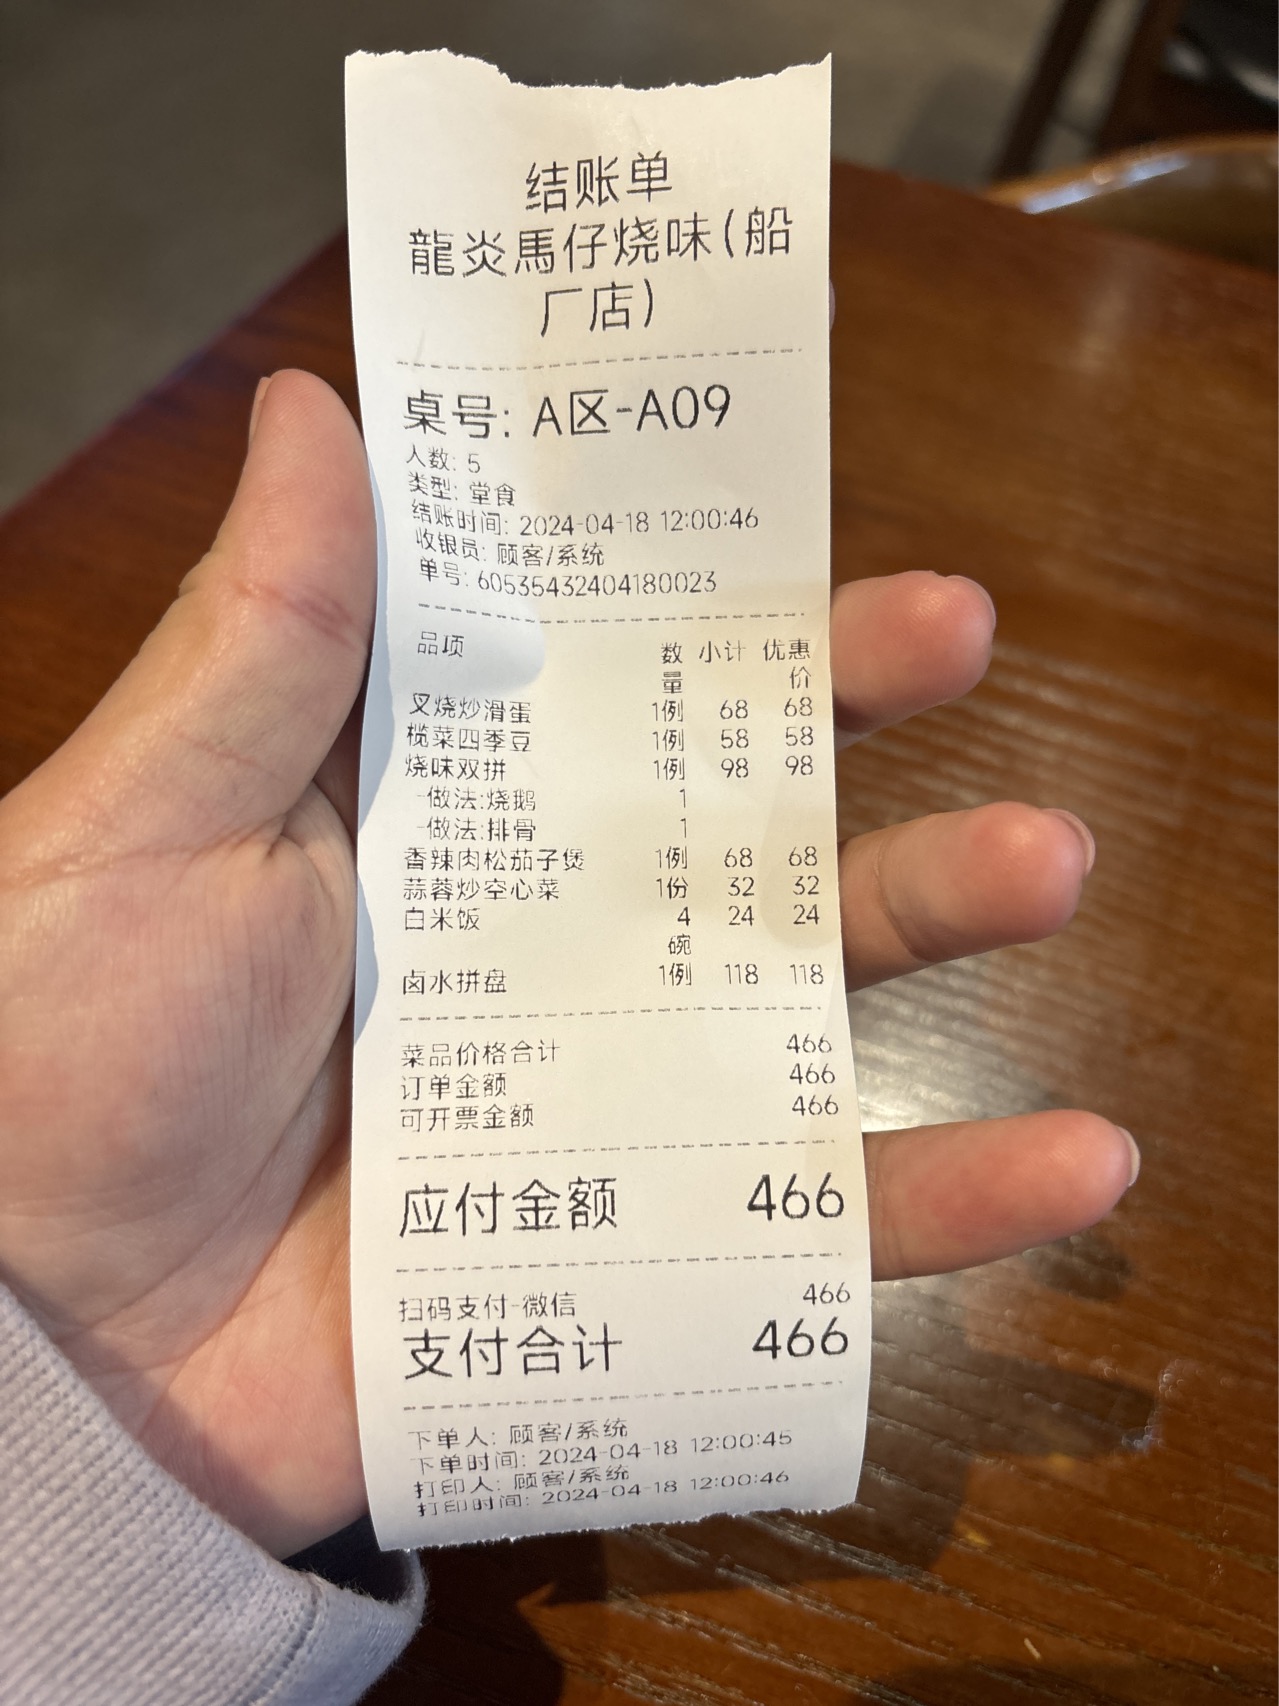 结账单
龍炎馬仔烧味(船
厂店)
桌号: A区-A09
人数: 5
类型: 堂食
结账时间: 2024-04-18 12:00:46
收银员: 顾客/系统
单号: 60535432404180023
品项 数 小计 优惠
量 价
叉烧炒滑蛋 1例 68 68
榄菜四季豆 1例 58 58
烧味双拼 1例 98 98
-做法:烧鹅 1
-做法:排骨 1
香辣肉松茄子煲 1例 68 68
蒜蓉炒空心菜 1份 32 32
白米饭 4 24 24
碗
卤水拼盘 1例 118 118
菜品价格合计 466
订单金额 466
可开票金额 466
应付金额 466
扫码支付-微信 466
支付合计 466
下单人: 顾客/系统
下单时间: 2024-04-18 12:00:45
打印人: 顾客/系统
打印时间: 2024-04-18 12:00:46